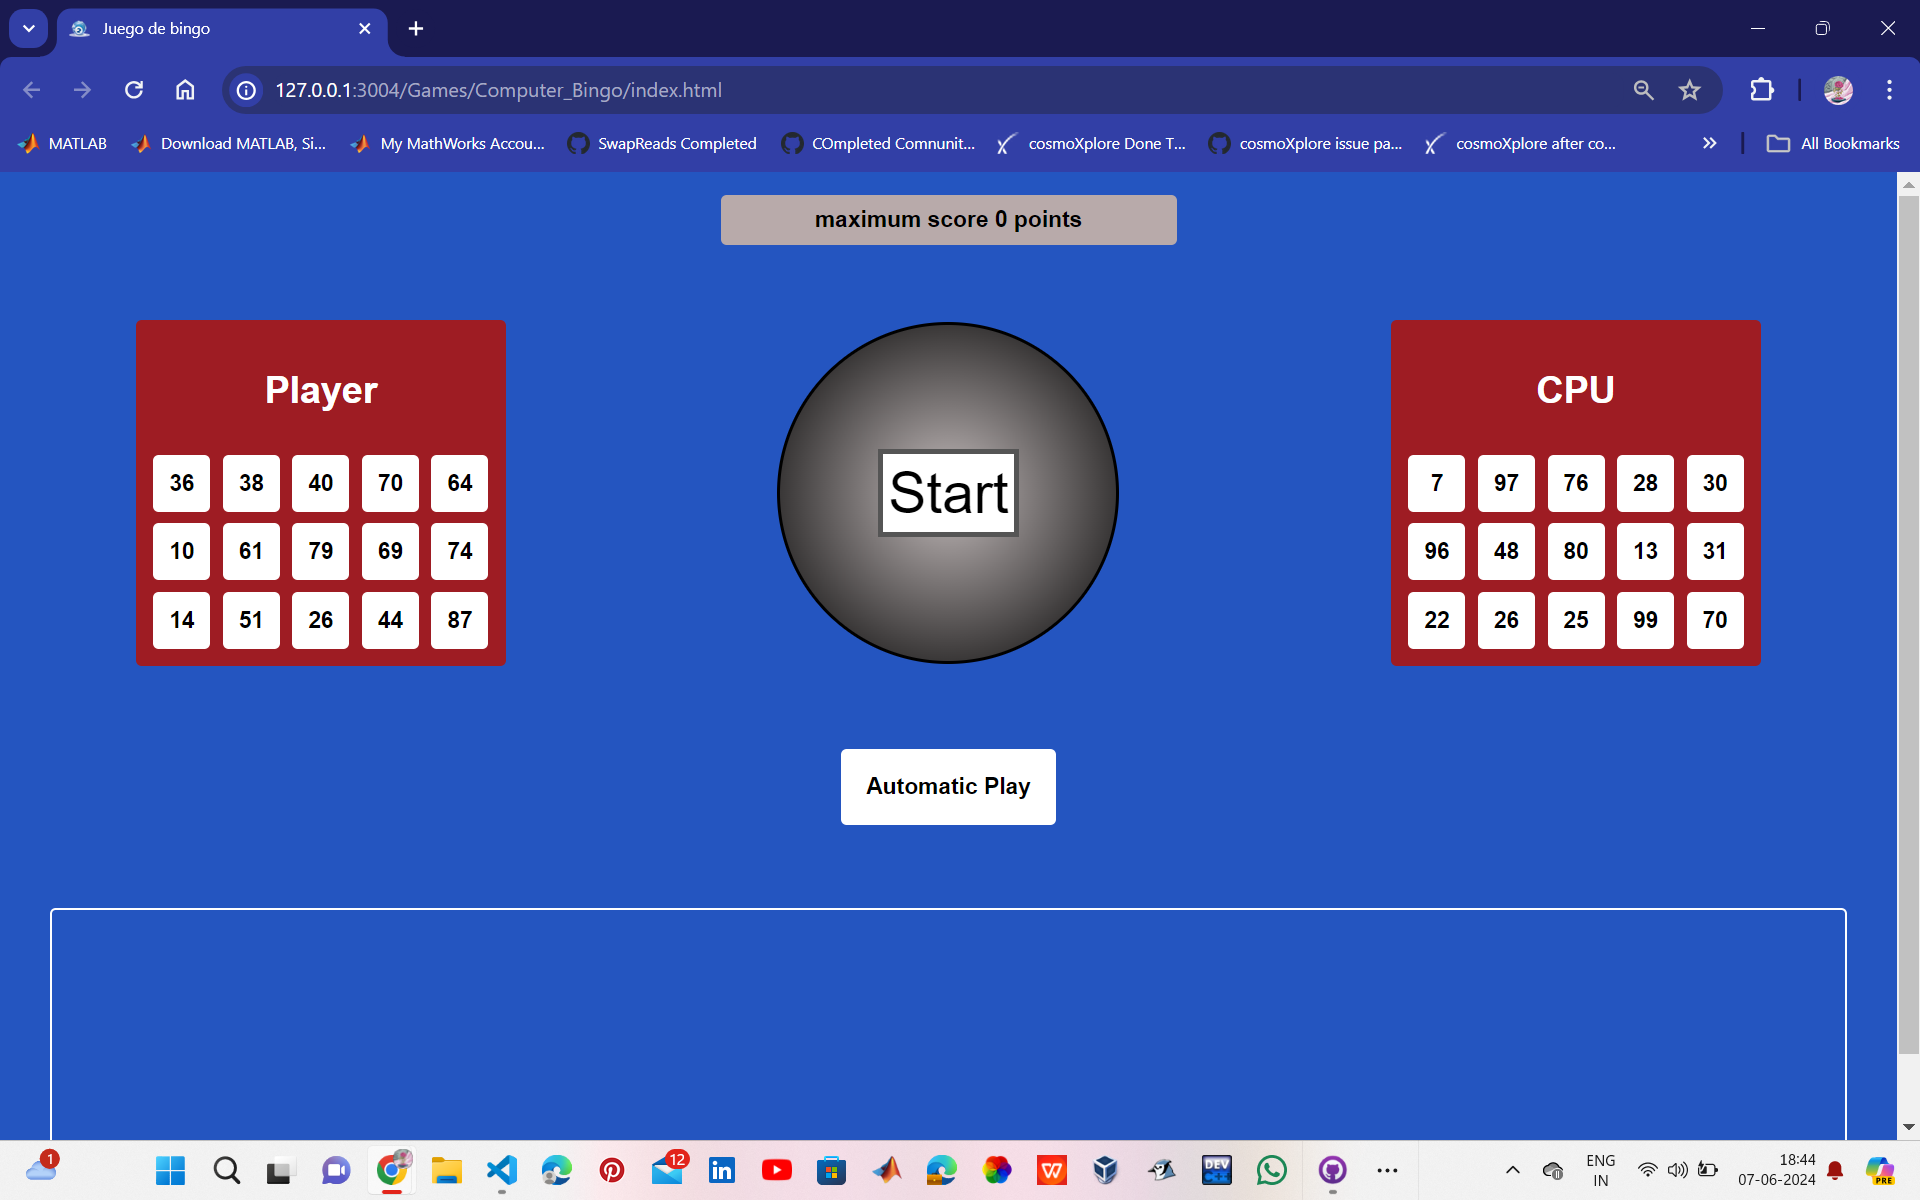 Juego de bingo
127.0.0.1:3004/Games/Computer_Bingo/index.html
MATLAB Download MATLAB, Si... My MathWorks Accou... SwapReads Completed COmpleted Comnunit... cosmoXplore Done T... cosmoXplore issue pa... cosmoXplore after co... All Bookmarks
maximum score 0 points
Player
36 38 40 70 64
10 61 79 69 74
14 51 26 44 87
Start
CPU
7 97 76 28 30
96 48 80 13 31
22 26 25 99 70
Automatic Play
1
12
DEV
C++
W
in
ENG
IN
18:44
07-06-2024
PRE